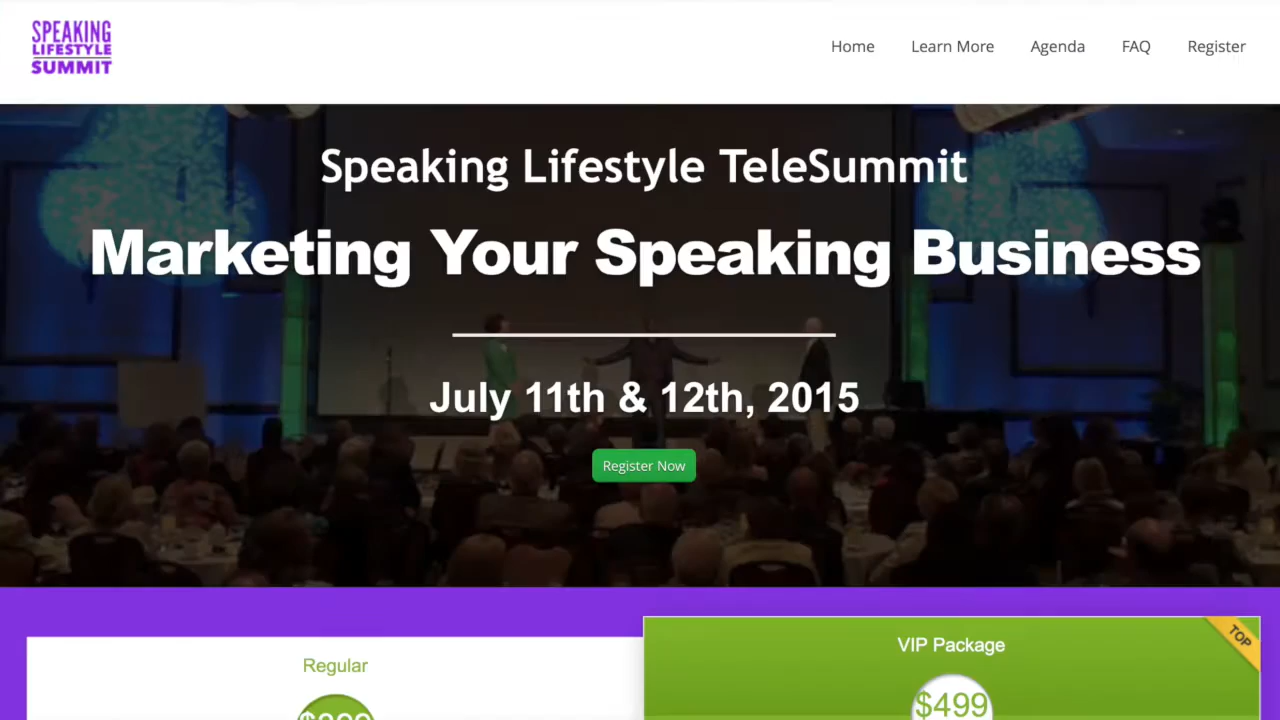 SPEAKING
LIFESTYLE
SUMMIT
Home
Learn More
Agenda
FAQ
Register
Speaking Lifestyle TeleSummit
Marketing Your Speaking Business
July 11th & 12th, 2015
Register Now
Regular
VIP Package
TOP
$499